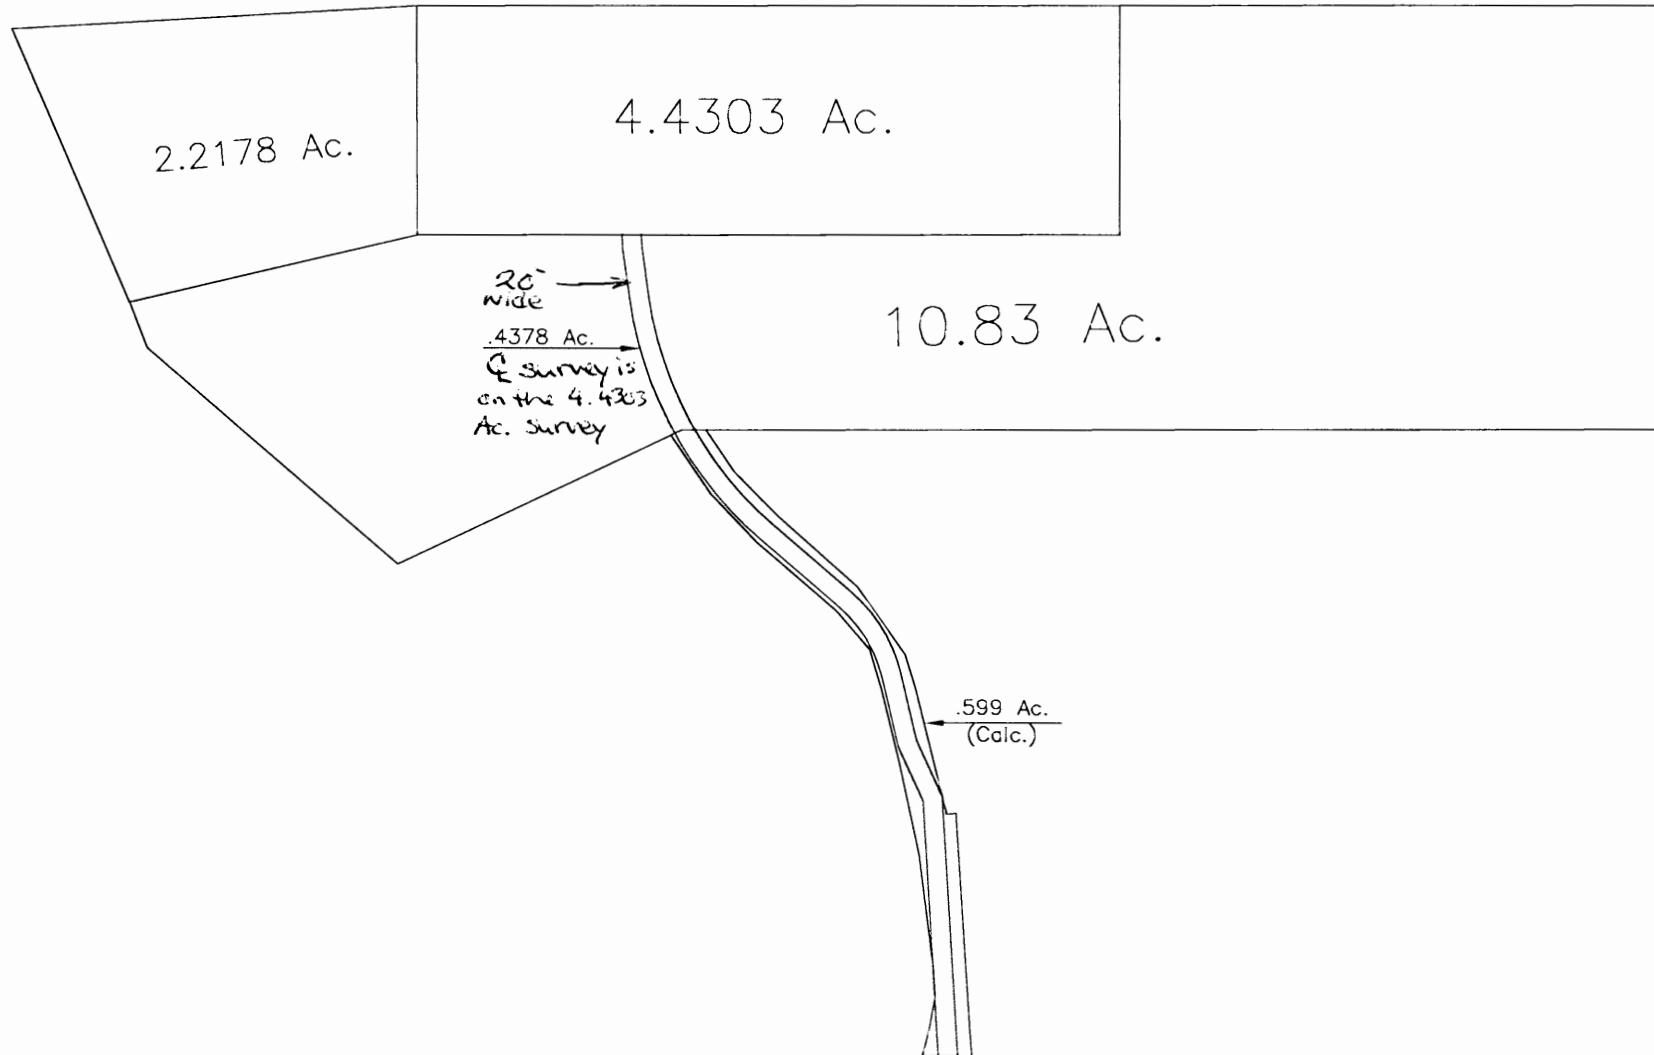 4.4303 Ac.
2.2178 Ac.
20'
wide
10.83 Ac.
.4378 Ac.
℄ survey is
on the 4.4303
Ac. survey
.599 Ac.
(Calc.)